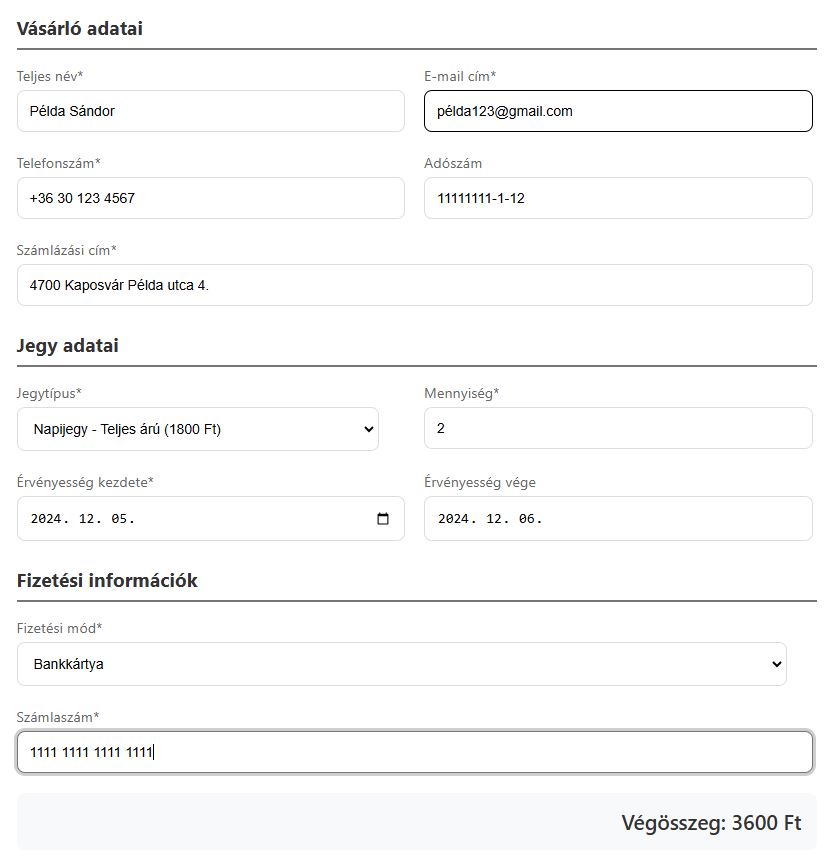 Vásárló adatai
Teljes név* E-mail cím*
Példa Sándor példa123@gmail.com
Telefonszám* Adószám
+36 30 123 4567 11111111-1-12
Számlázási cím*
4700 Kaposvár Példa utca 4.
Jegy adatai
Jegytípus* Mennyiség*
Napijegy - Teljes árú (1800 Ft) 2
Érvényesség kezdete* Érvényesség vége
2024. 12. 05. 2024. 12. 06.
Fizetési információk
Fizetési mód*
Bankkártya
Számlaszám*
1111 1111 1111 1111
Végösszeg: 3600 Ft